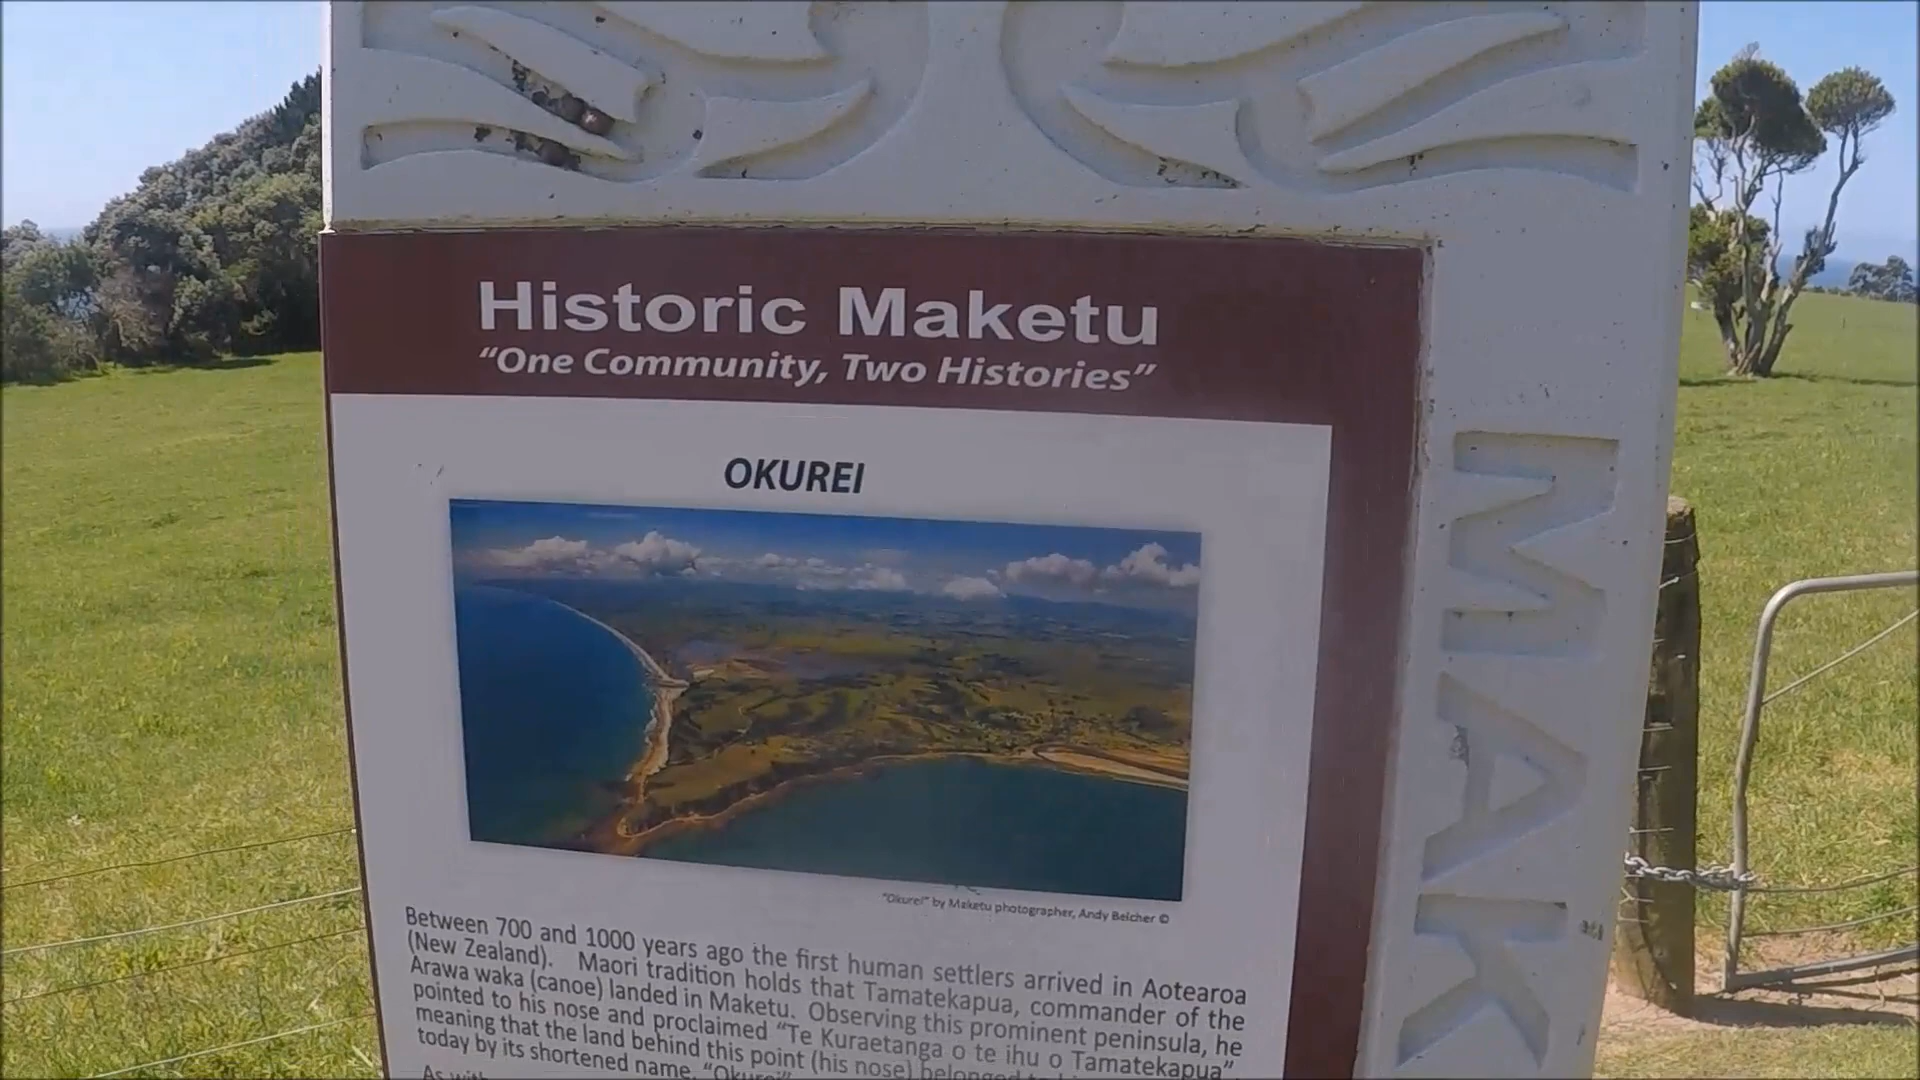 Historic Maketu
“One Community, Two Histories”
OKUREI
“Okurei” by Maketu photographer, Andy Belcher ©
Between 700 and 1000 years ago the first human settlers arrived in Aotearoa
(New Zealand). Maori tradition holds that Tamatekapua, commander of the
Arawa waka (canoe) landed in Maketu. Observing this prominent peninsula, he
pointed to his nose and proclaimed “Te Kuraetanga o te ihu o Tamatekapua”,
meaning that the land behind this point (his nose) belonged
today by its shortened name, “Okurei”
As with
MAK